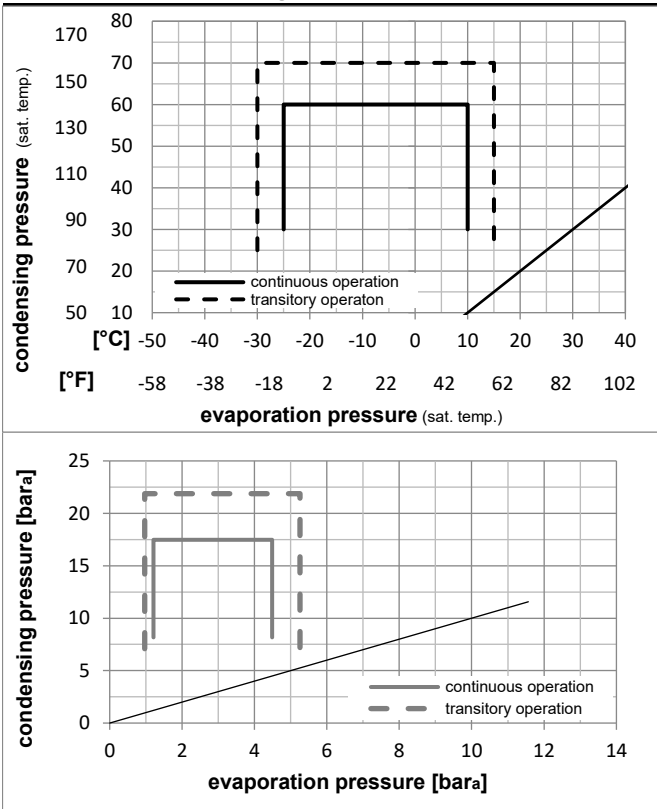 condensing pressure (sat. temp.)
170 80
150 70
130 60
50
110 40
90 30
70 20
50 10
continuous operation
transitory operaton
[°C] -50 -40 -30 -20 -10 0 10 20 30 40
[°F] -58 -38 -18 2 22 42 62 82 102
evaporation pressure (sat. temp.)
condensing pressure [bara]
25
20
15
10
5
0
continuous operation
transitory operation
0 2 4 6 8 10 12 14
evaporation pressure [bara]